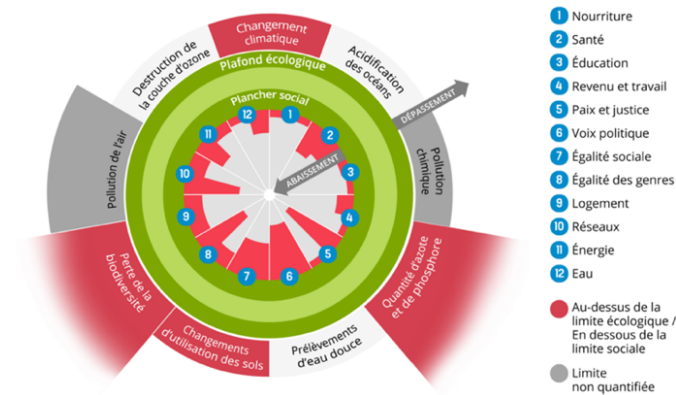 Changement
climatique
Acidification
des océans
DÉPASSEMENT
Pollution
chimique
Quantité d'azote
et de phosphore
Prélèvements
d'eau douce
Changements
d'utilisation des sols
Perte de la
biodiversité
Pollution de l'air
Destruction de
la couche d'ozone
Plafond écologique
Plancher social
ABAISSEMENT
12
1
2
3
4
5
6
7
8
9
10
11
1 Nourriture
2 Santé
3 Éducation
4 Revenu et travail
5 Paix et justice
6 Voix politique
7 Égalité sociale
8 Égalité des genres
9 Logement
10 Réseaux
11 Énergie
12 Eau
Au-dessus de la
limite écologique /
En dessous de la
limite sociale
Limite
non quantifiée